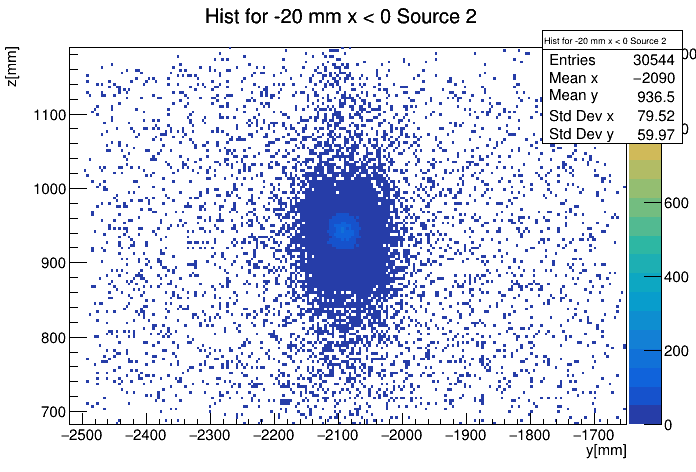 Hist for -20 mm x < 0 Source 2
z[mm]
Hist for -20 mm x < 0 Source 2
Entries 30544
Mean x −2090
Mean y 936.5
Std Dev x 79.52
Std Dev y 59.97
1100
1000
900
800
700
−2500 −2400 −2300 −2200 −2100 −2000 −1900 −1800 −1700
y[mm]
600
400
200
0